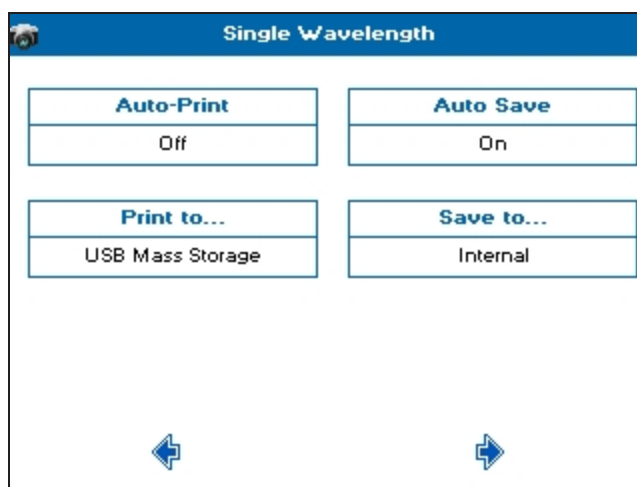 Single Wavelength
Auto-Print
Off
Auto Save
On
Print to...
USB Mass Storage
Save to...
Internal